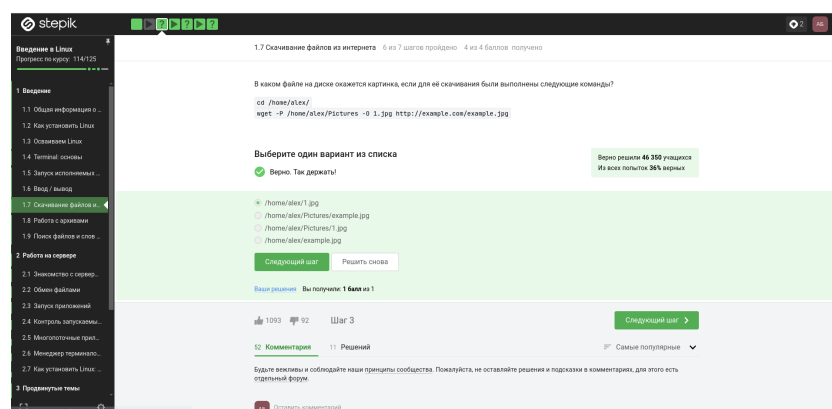 stepik
2
АБ
Введение в Linux
Прогресс по курсу: 114/125
1 Введение
1.1 Общая информация о ...
1.2 Как установить Linux
1.3 Осваиваем Linux
1.4 Terminal: основы
1.5 Запуск исполняемых ...
1.6 Ввод / вывод
1.7 Скачивание файлов и...
1.8 Работа с архивами
1.9 Поиск файлов и слов ...
2 Работа на сервере
2.1 Знакомство с сервер...
2.2 Обмен файлами
2.3 Запуск приложений
2.4 Контроль запускаемы...
2.5 Многопоточные прил...
2.6 Менеджер терминало...
2.7 Как установить Linux: ...
3 Продвинутые темы
1.7 Скачивание файлов из интернета 6 из 7 шагов пройдено 4 из 4 баллов получено
В каком файле на диске окажется картинка, если для её скачивания были выполнены следующие команды?
cd /home/alex/
wget -P /home/alex/Pictures -O 1.jpg http://example.com/example.jpg
Выберите один вариант из списка
Верно. Так держать!
Верно решили 46 350 учащихся
Из всех попыток 36% верных
/home/alex/1.jpg
/home/alex/Pictures/example.jpg
/home/alex/Pictures/1.jpg
/home/alex/example.jpg
Следующий шаг Решить снова
Ваши решения Вы получили: 1 балл из 1
1093 92 Шаг 3 Следующий шаг
52 Комментария 11 Решений Самые популярные
Будьте вежливы и соблюдайте наши принципы сообщества. Пожалуйста, не оставляйте решения и подсказки в комментариях, для этого есть
отдельный форум.
Оставить комментарий